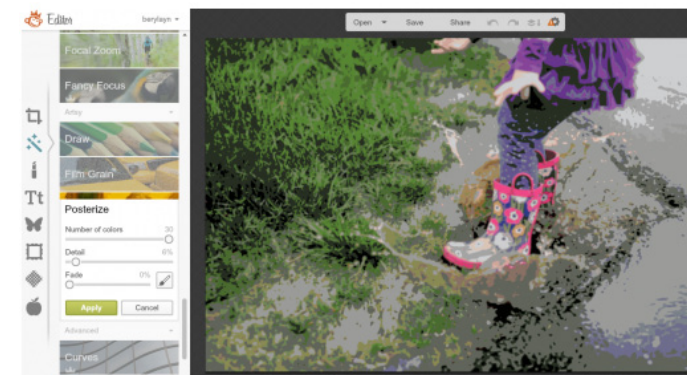 Editor
berylayn
Open
Save
Share
Focal Zoom
Fancy Focus
Artsy
Draw
Film Grain
Posterize
Number of colors 30
Detail 6%
Fade 0%
Apply
Cancel
Advanced
Curves
Tt